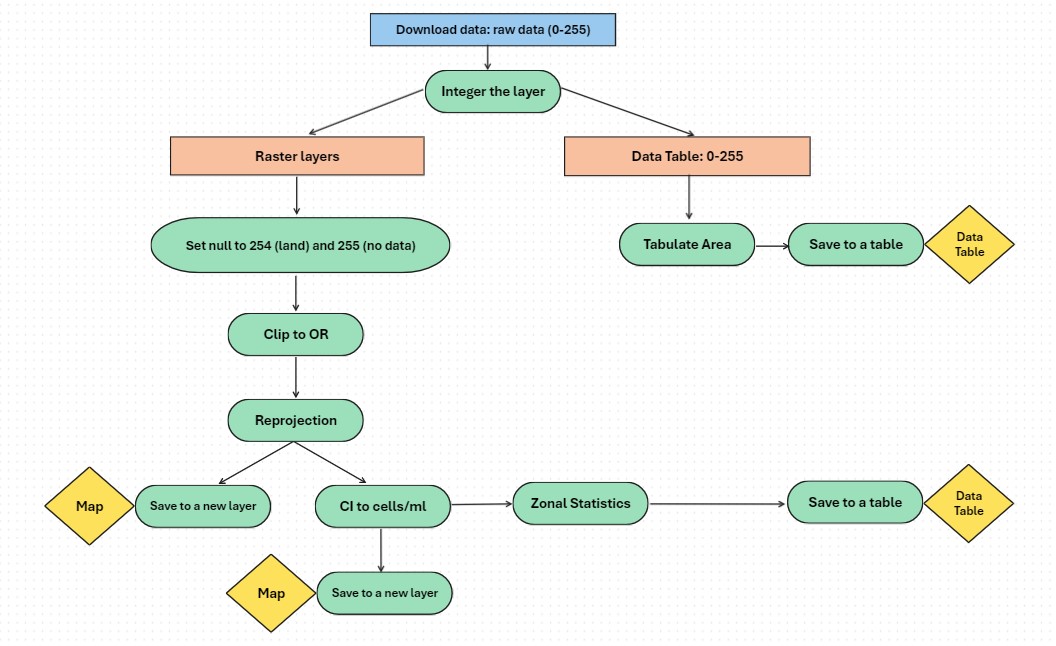 Download data: raw data (0-255)
Integer the layer
Raster layers
Data Table: 0-255
Set null to 254 (land) and 255 (no data)
Tabulate Area
Save to a table
Data
Table
Clip to OR
Reprojection
Map
Save to a new layer
CI to cells/ml
Zonal Statistics
Save to a table
Data
Table
Map
Save to a new layer